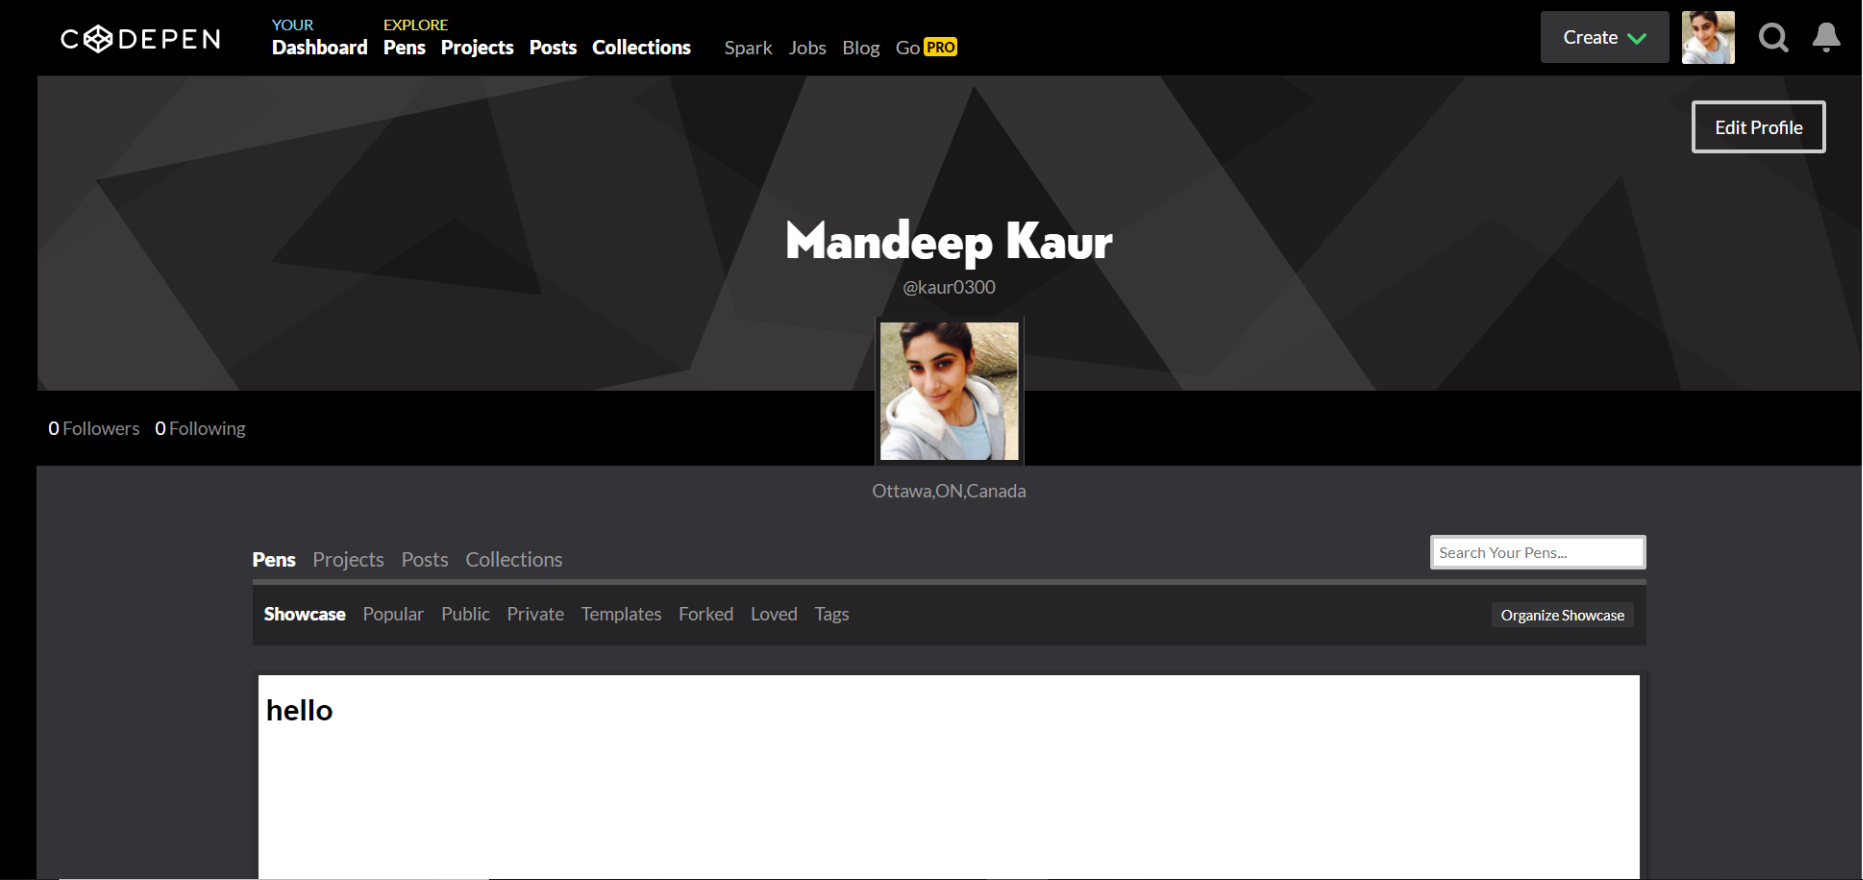 CODEPEN
YOUR
Dashboard
EXPLORE
Pens Projects Posts Collections
Spark Jobs Blog Go PRO
Create
Edit Profile
Mandeep Kaur
@kaur0300
0 Followers 0 Following
Ottawa,ON,Canada
Pens Projects Posts Collections
Search Your Pens...
Showcase Popular Public Private Templates Forked Loved Tags
Organize Showcase
hello